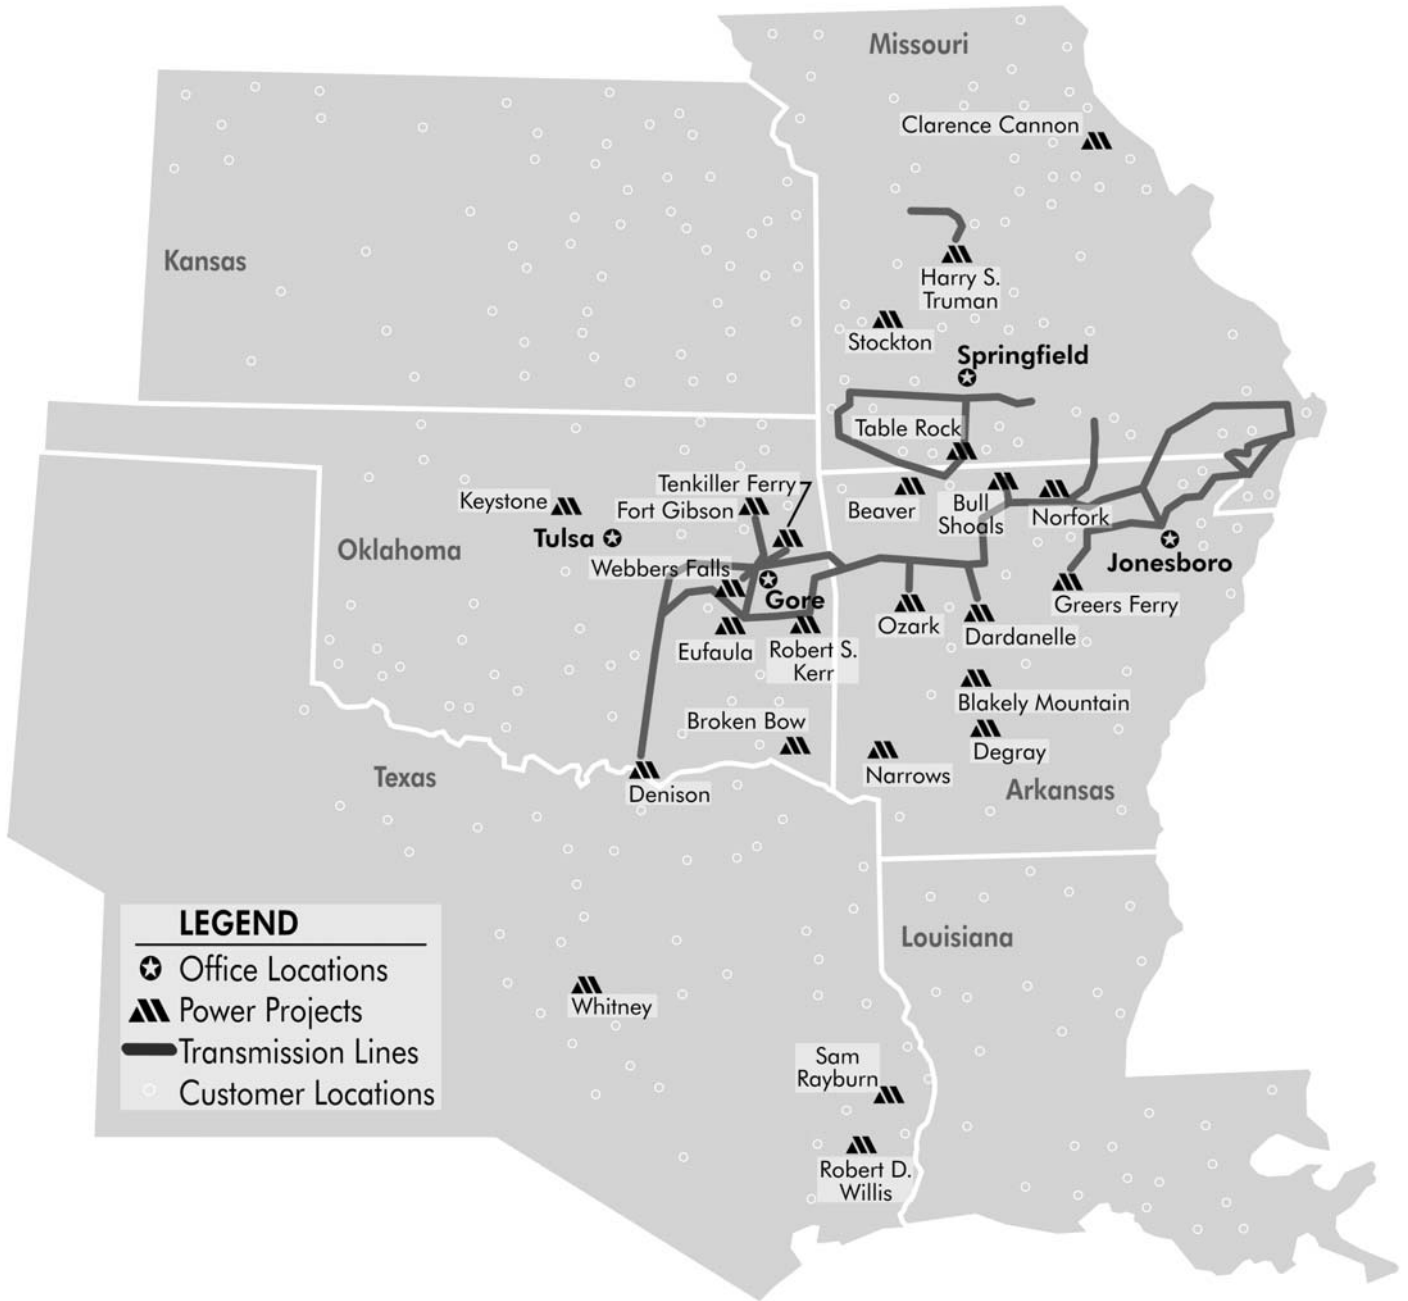 Missouri
Clarence Cannon
Kansas
Harry S.
Truman
Stockton
Springfield
Table Rock
Tenkiller Ferry
Keystone
Fort Gibson
Beaver
Bull
Shoals
Norfork
Tulsa
Oklahoma
Webbers Falls
Jonesboro
Gore
Greers Ferry
Ozark
Dardanelle
Eufaula
Robert S.
Kerr
Blakely Mountain
Broken Bow
Degray
Narrows
Texas
Denison
Arkansas
LEGEND
Office Locations
Power Projects
Transmission Lines
Customer Locations
Louisiana
Whitney
Sam
Rayburn
Robert D.
Willis